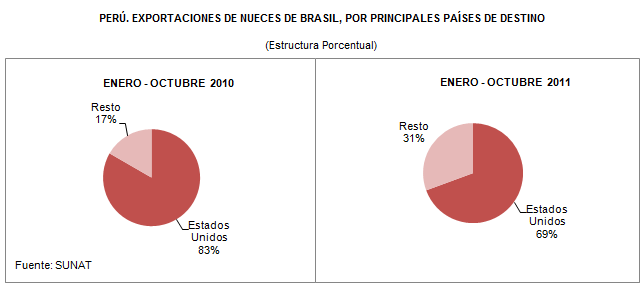 PERÚ. EXPORTACIONES DE NUECES DE BRASIL, POR PRINCIPALES PAÍSES DE DESTINO
(Estructura Porcentual)
ENERO - OCTUBRE 2010
Resto
17%
Estados
Unidos
83%
Fuente: SUNAT
ENERO - OCTUBRE 2011
Resto
31%
Estados
Unidos
69%